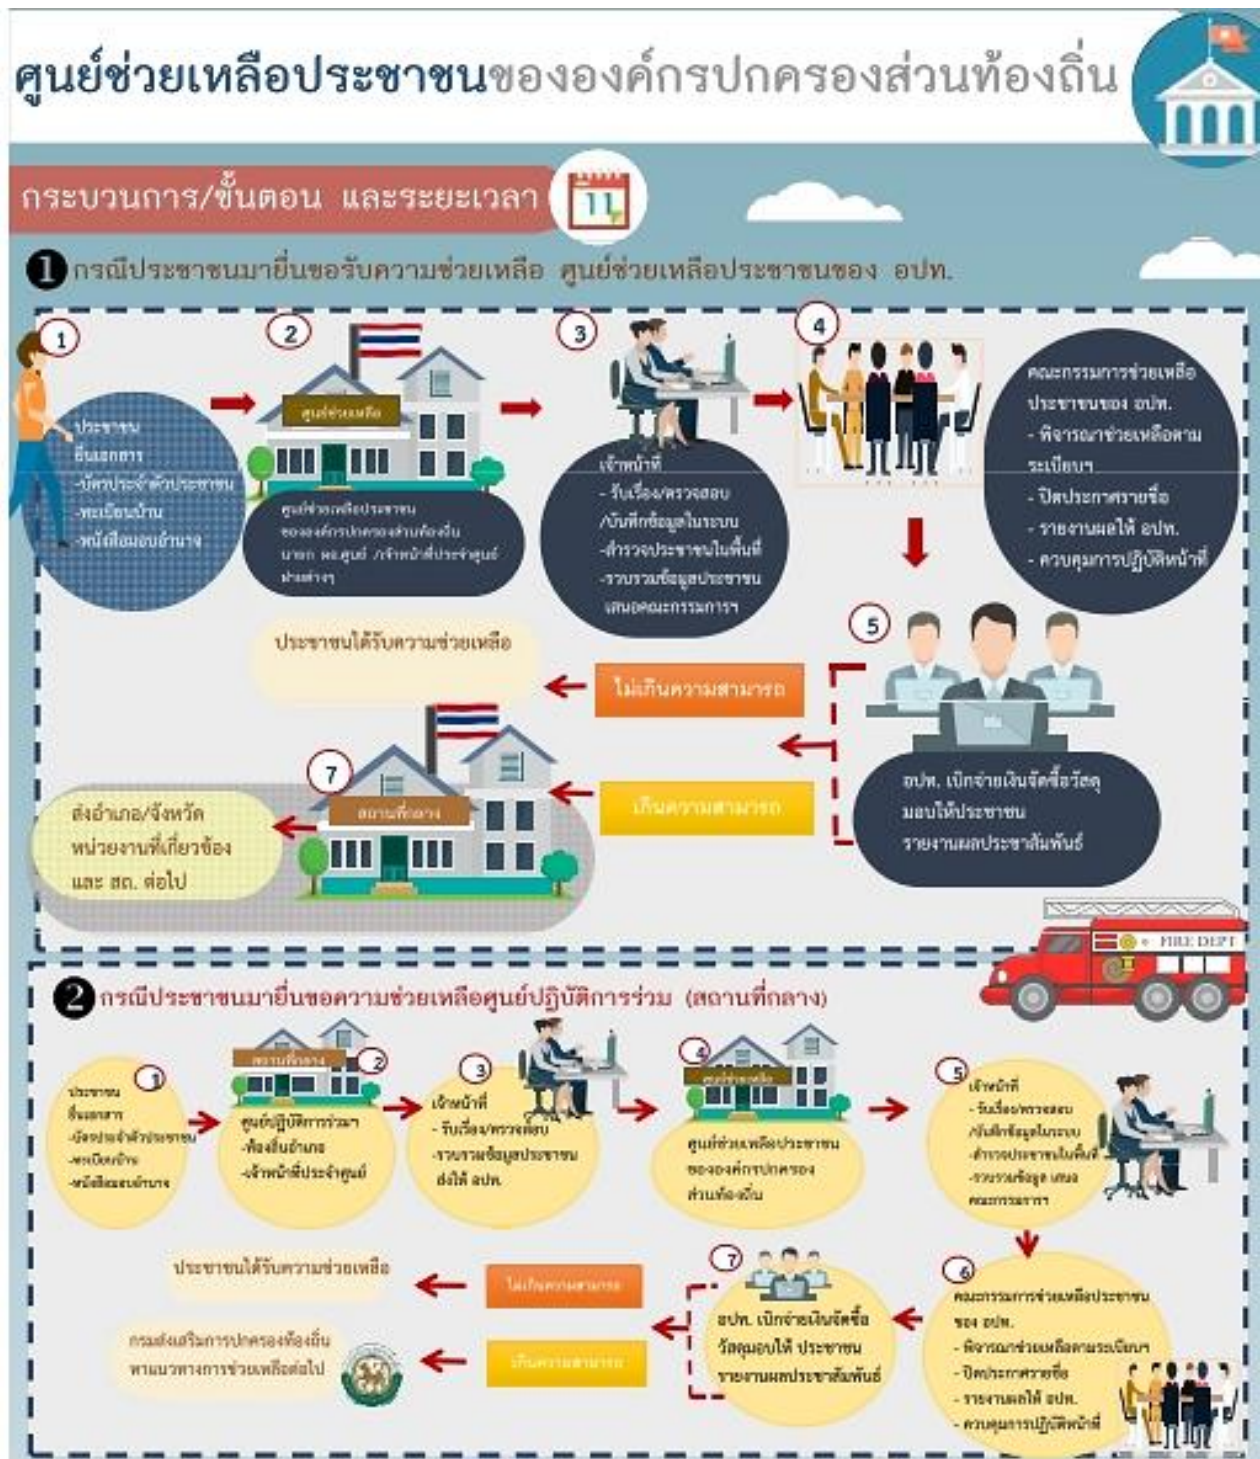 ศูนย์ช่วยเหลือประชาชนขององค์กรปกครองส่วนท้องถิ่น
กระบวนการ/ขั้นตอน และระยะเวลา
11
1 กรณีประชาชนมายื่นขอรับความช่วยเหลือ ศูนย์ช่วยเหลือประชาชนของ อปท.
1
ประชาชน
ยื่นเอกสาร
-บัตรประจำตัวประชาชน
-ทะเบียนบ้าน
-หนังสือมอบอำนาจ
2
ศูนย์ช่วยเหลือ
ศูนย์ช่วยเหลือประชาชน
ขององค์กรปกครองส่วนท้องถิ่น
นายก ผอ.ศูนย์ /เจ้าหน้าที่ประจำศูนย์
ฝ่ายต่างๆ
3
เจ้าหน้าที่
- รับเรื่อง/ตรวจสอบ
/บันทึกข้อมูลในระบบ
-สำรวจประชาชนในพื้นที่
-รวบรวมข้อมูลประชาชน
เสนอคณะกรรมการฯ
4
คณะกรรมการช่วยเหลือ
ประชาชนของ อปท.
- พิจารณาช่วยเหลือตาม
ระเบียบฯ
- ปิดประกาศรายชื่อ
- รายงานผลให้ อปท.
- ควบคุมการปฏิบัติหน้าที่
5
อปท. เบิกจ่ายเงินจัดซื้อวัสดุ
มอบให้ประชาชน
รายงานผลประชาสัมพันธ์
ไม่เกินความสามารถ
ประชาชนได้รับความช่วยเหลือ
เกินความสามารถ
7
สถานที่กลาง
ส่งอำเภอ/จังหวัด
หน่วยงานที่เกี่ยวข้อง
และ สถ. ต่อไป
FIRE DEPT
2 กรณีประชาชนมายื่นขอความช่วยเหลือศูนย์ปฏิบัติการร่วม (สถานที่กลาง)
1
ประชาชน
ยื่นเอกสาร
-บัตรประจำตัวประชาชน
-ทะเบียนบ้าน
-หนังสือมอบอำนาจ
2
สถานที่กลาง
ศูนย์ปฏิบัติการร่วมฯ
-ท้องถิ่นอำเภอ
-เจ้าหน้าที่ประจำศูนย์
3
เจ้าหน้าที่
- รับเรื่อง/ตรวจสอบ
-รวบรวมข้อมูลประชาชน
ส่งให้ อปท.
4
ศูนย์ช่วยเหลือ
ศูนย์ช่วยเหลือประชาชน
ขององค์กรปกครอง
ส่วนท้องถิ่น
5
เจ้าหน้าที่
- รับเรื่อง/ตรวจสอบ
/บันทึกข้อมูลในระบบ
-สำรวจประชาชนในพื้นที่
-รวบรวมข้อมูล เสนอ
คณะกรรมการฯ
6
คณะกรรมการช่วยเหลือประชาชน
ของ อปท.
- พิจารณาช่วยเหลือตามระเบียบฯ
- ปิดประกาศรายชื่อ
- รายงานผลให้ อปท.
- ควบคุมการปฏิบัติหน้าที่
7
อปท. เบิกจ่ายเงินจัดซื้อ
วัสดุมอบให้ ประชาชน
รายงานผลประชาสัมพันธ์
ไม่เกินความสามารถ
ประชาชนได้รับความช่วยเหลือ
เกินความสามารถ
กรมส่งเสริมการปกครองท้องถิ่น
หาแนวทางการช่วยเหลือต่อไป